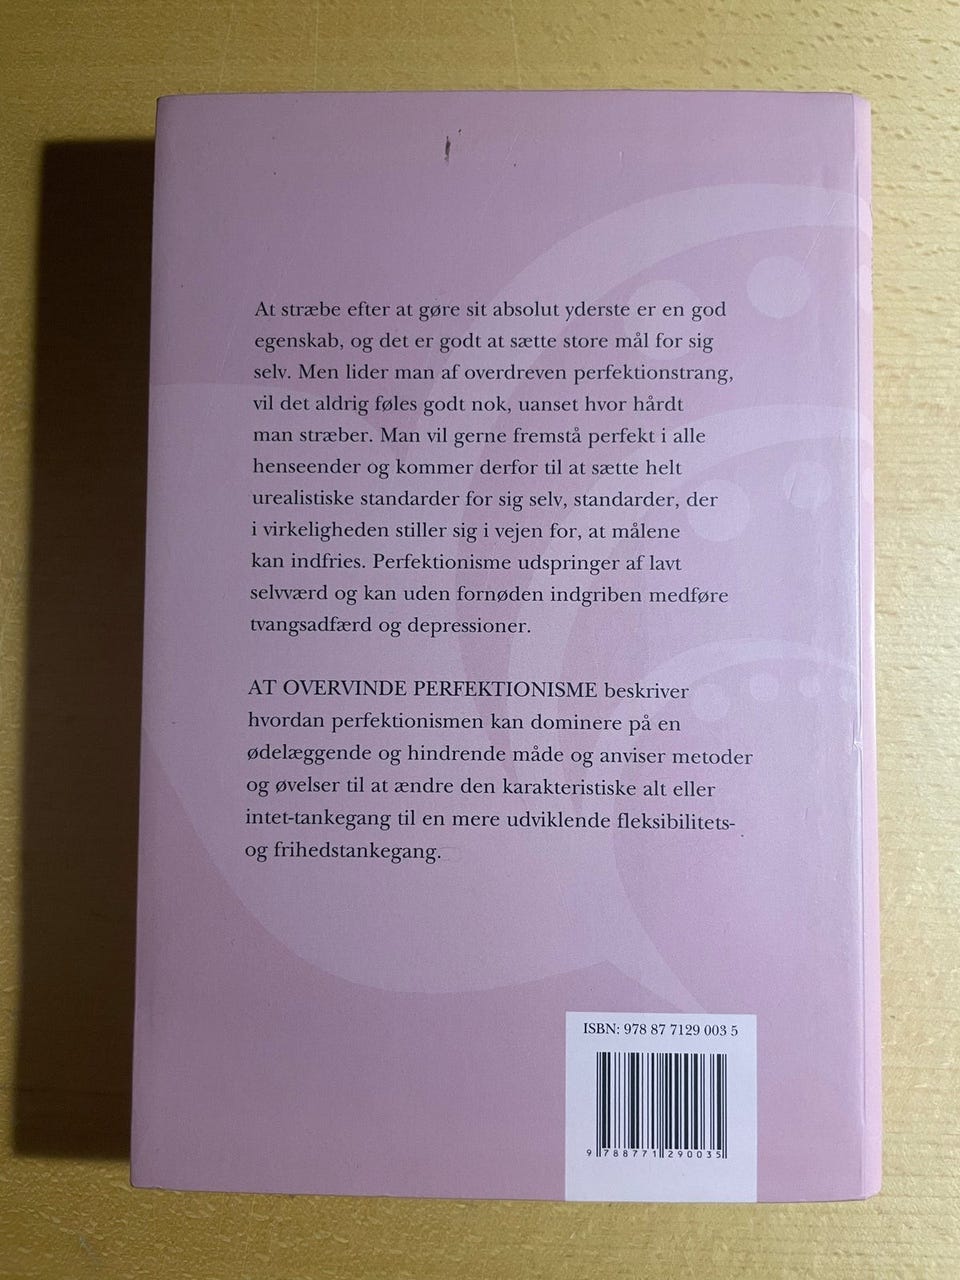 At stræbe efter at gøre sit absolut yderste er en god
egenskab, og det er godt at sætte store mål for sig
selv. Men lider man af overdreven perfektionstrang,
vil det aldrig føles godt nok, uanset hvor hårdt
man stræber. Man vil gerne fremstå perfekt i alle
henseender og kommer derfor til at sætte helt
urealistiske standarder for sig selv, standarder, der
i virkeligheden stiller sig i vejen for, at målene
kan indfries. Perfektionisme udspringer af lavt
selvværd og kan uden fornøden indgriben medføre
tvangsadfærd og depressioner.
AT OVERVINDE PERFEKTIONISME beskriver
hvordan perfektionismen kan dominere på en
ødelæggende og hindrende måde og anviser metoder
og øvelser til at ændre den karakteristiske alt eller
intet-tankegang til en mere udviklende fleksibilitets-
og frihedstankegang.
ISBN: 978 87 7129 003 5
9 788771 290035